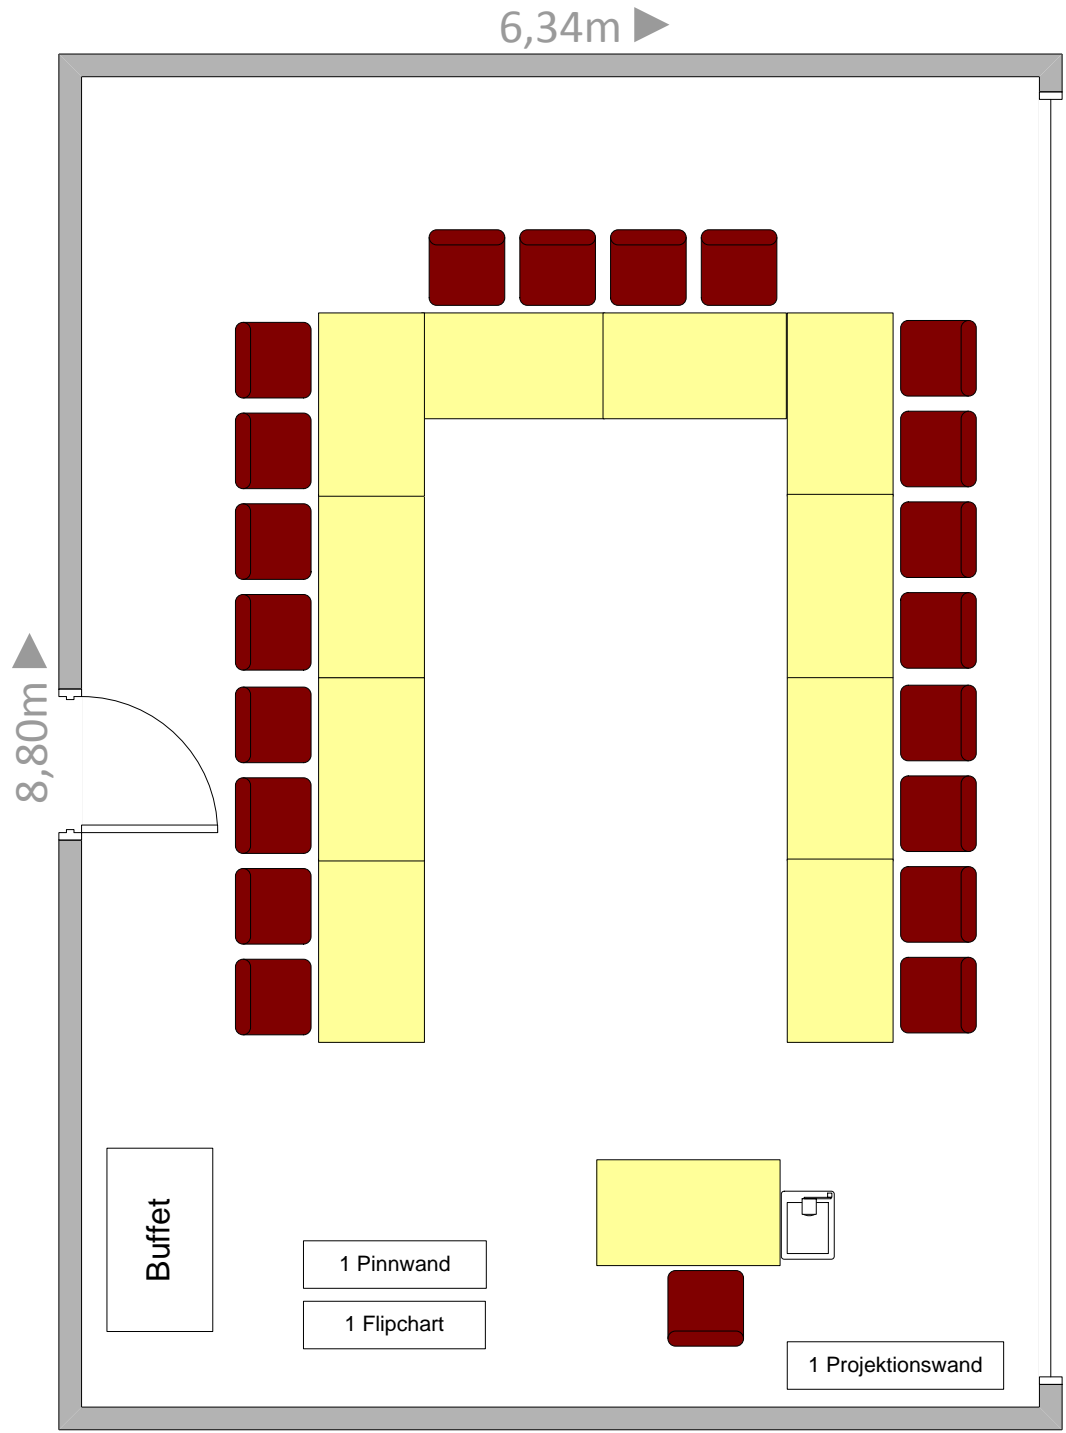 6,34m
8,80m
Buffet
1 Pinnwand
1 Flipchart
1 Projektionswand